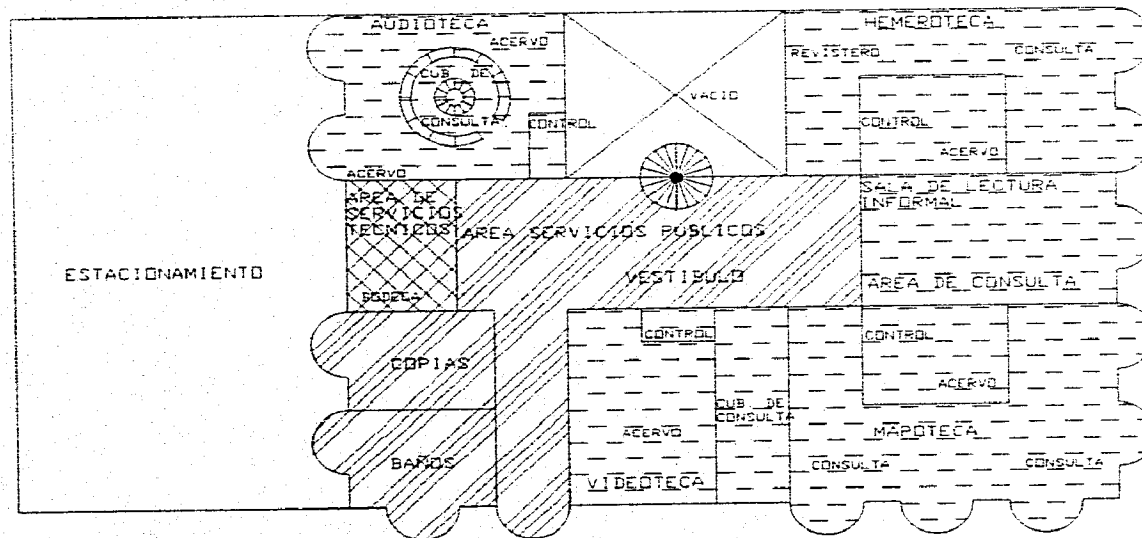 AUDIOTECA
ACERVO
CUB DE
CONSULTA
CONTROL
ACERVO
VACIO
HEMEROTECA
REVISTERO
CONSULTA
CONTROL
ACERVO
AREA DE
SERVICIOS
TECNICOS
BODEGA
AREA SERVICIOS PUBLICOS
VESTIBULO
SALA DE LECTURA
INFORMAL
AREA DE CONSULTA
ESTACIONAMIENTO
COPIAS
BAÑOS
CONTROL
ACERVO
VIDEOTECA
CUB. DE
CONSULTA
CONTROL
ACERVO
MAPOTECA
CONSULTA
CONSULTA